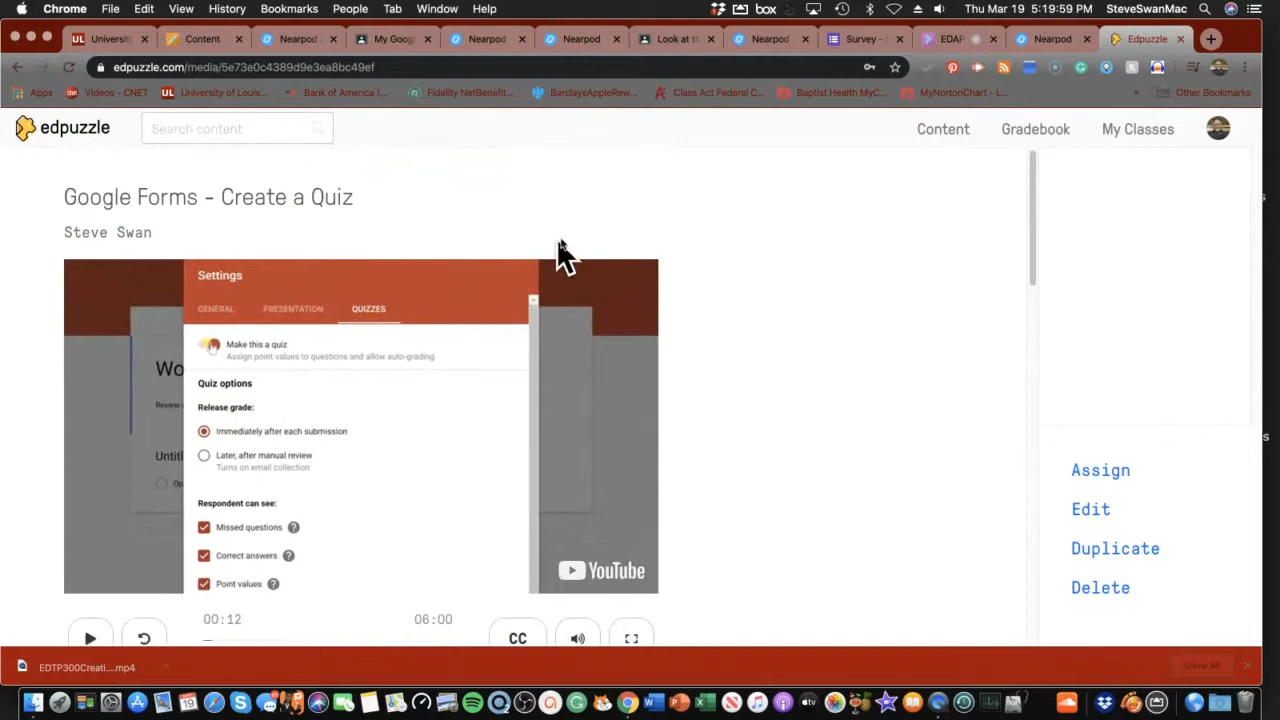 Chrome File Edit View History Bookmarks People Tab Window Help box Thu Mar 19 5:19:59 PM SteveSwanMac
University Content Nearpod My Goog Nearpod Nearpod Look at th Nearpod Survey - EDAP Nearpod Edpuzzle
edpuzzle.com/media/5e73e0c4389d9e3ea8bc49ef
Apps Videos - CNET University of Louis... Bank of America I... Fidelity NetBenefit... BarclaysAppleRew... Class Act Federal C... Baptist Health MyC... MyNortonChart - L... » Other Bookmarks
edpuzzle Search content Content Gradebook My Classes
Google Forms - Create a Quiz
Steve Swan
Settings
GENERAL PRESENTATION QUIZZES
Make this a quiz
Assign point values to questions and allow auto-grading.
Wo
Quiz options
Release grade:
Immediately after each submission
Untitl
Later, after manual review
Turns on email collection
Assign
Op
Respondent can see:
Edit
Missed questions ?
Correct answers ?
Duplicate
YouTube
Point values ?
Delete
00:12 06:00
CC
EDTP300Creati....mp4 Show All